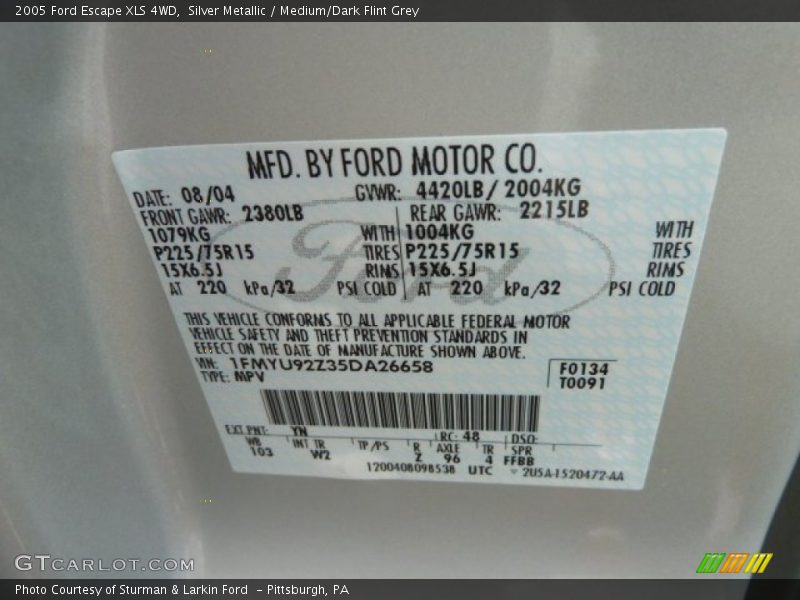 2005 Ford Escape XLS 4WD, Silver Metallic / Medium/Dark Flint Grey
MFD. BY FORD MOTOR CO.
DATE: 08/04 GVWR: 4420LB / 2004KG
FRONT GAWR: 2380LB REAR GAWR: 2215LB
1079KG WITH 1004KG WITH
P225/75R15 TIRES P225/75R15 TIRES
15X6.5J RIMS 15X6.5J RIMS
AT 220 kPa/32 PSI COLD AT 220 kPa/32 PSI COLD
Ford
THIS VEHICLE CONFORMS TO ALL APPLICABLE FEDERAL MOTOR
VEHICLE SAFETY AND THEFT PREVENTION STANDARDS IN
EFFECT ON THE DATE OF MANUFACTURE SHOWN ABOVE.
VIN: 1FMYU92Z35DA26658 F0134
TYPE: MPV T0091
EXT PNT: YN RC: 48 DSO:
WB INT TR TP/PS R AXLE TR SPR
103 W2 Z 96 4 FFBB
1200408098538 UTC 2U5A-1520472-AA
GTCARLOT.COM
Photo Courtesy of Sturman & Larkin Ford - Pittsburgh, PA